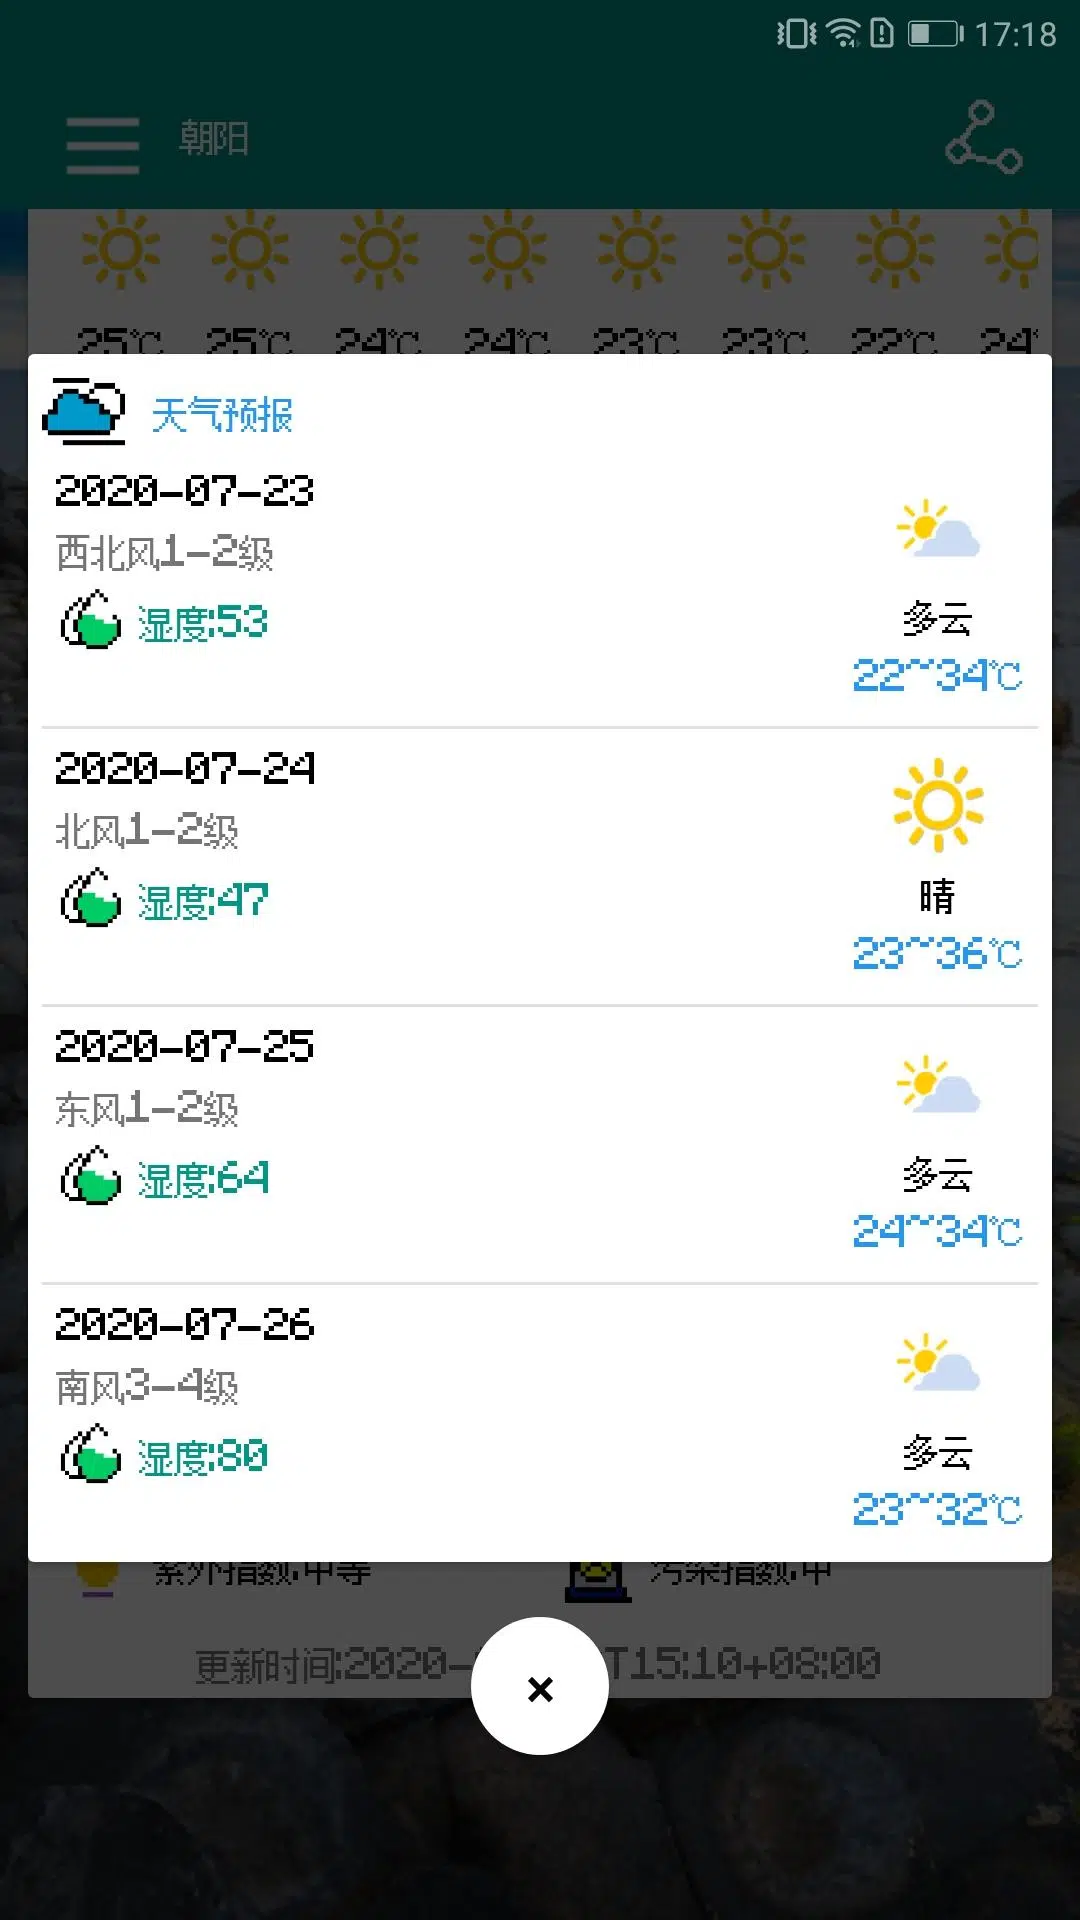 17:18
朝阳
25℃ 25℃ 24℃ 24℃ 23℃ 23℃ 22℃ 24
天气预报
2020-07-23
西北风1-2级
湿度:53
多云
22~34℃
2020-07-24
北风1-2级
湿度:47
晴
23~36℃
2020-07-25
东风1-2级
湿度:64
多云
24~34℃
2020-07-26
南风3-4级
湿度:80
多云
23~32℃
紫外指数:中等 污染指数:中
更新时间:2020- T15:10+08:00
×